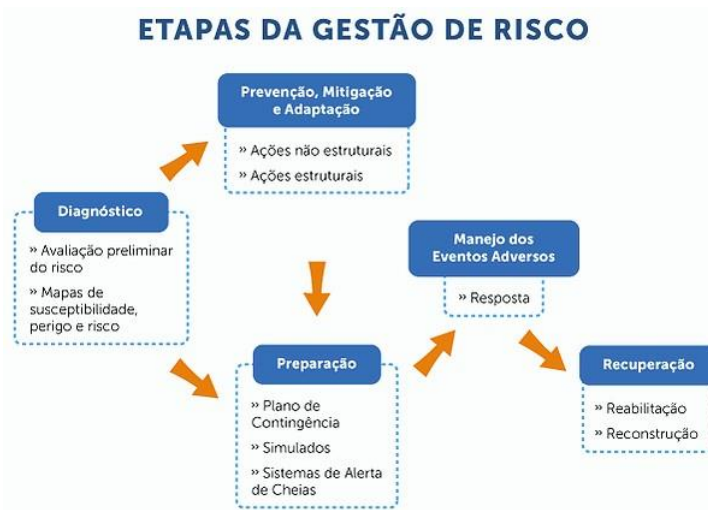 ETAPAS DA GESTÃO DE RISCO
Prevenção, Mitigação
e Adaptação
» Ações não estruturais
» Ações estruturais
Diagnóstico
» Avaliação preliminar
do risco
» Mapas de
susceptibilidade,
perigo e risco
Preparação
» Plano de
Contingência
» Simulados
» Sistemas de Alerta
de Cheias
Manejo dos
Eventos Adversos
» Resposta
Recuperação
» Reabilitação
» Reconstrução